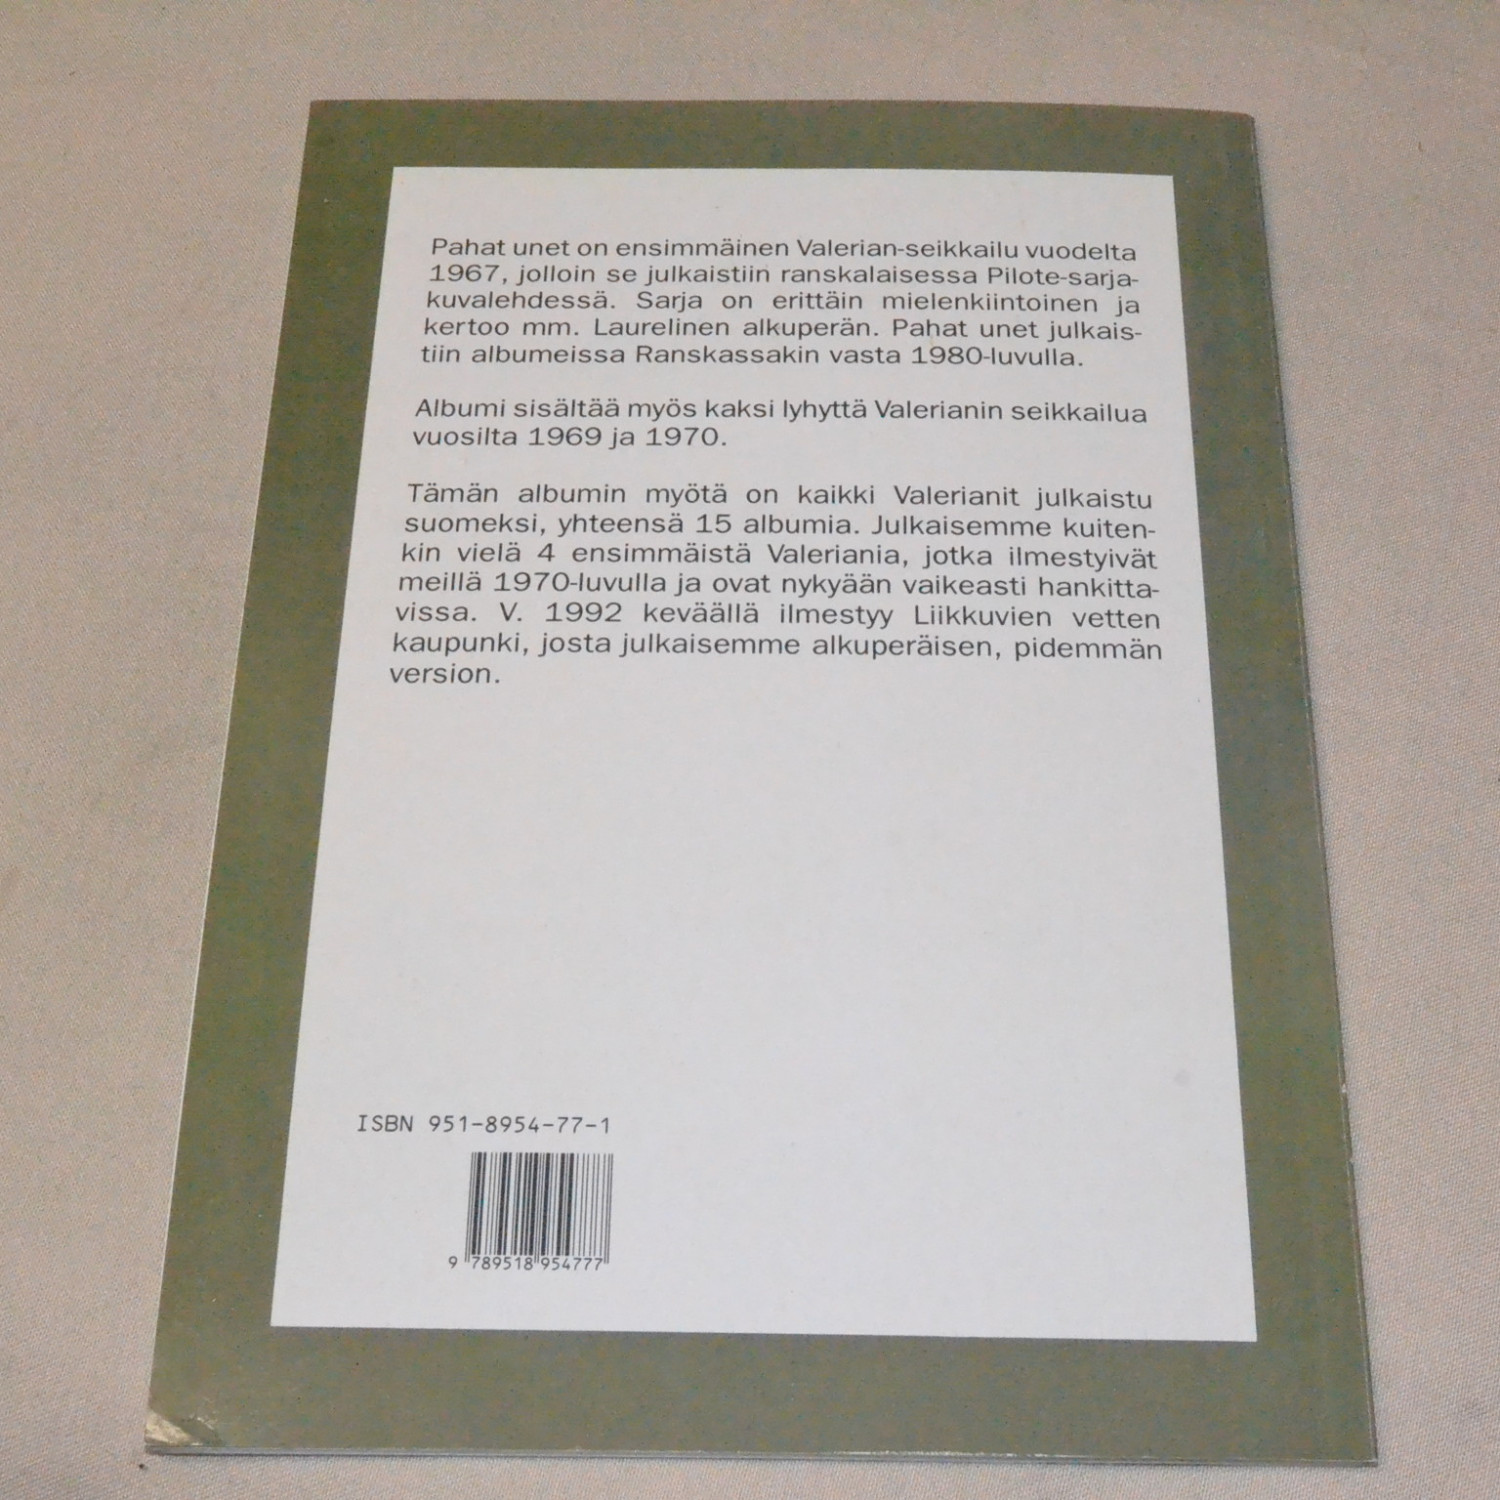 Pahat unet on ensimmäinen Valerian-seikkailu vuodelta
1967, jolloin se julkaistiin ranskalaisessa Pilote-sarja-
kuvalehdessä. Sarja on erittäin mielenkiintoinen ja
kertoo mm. Laurelinen alkuperän. Pahat unet julkais-
tiin albumeissa Ranskassakin vasta 1980-luvulla.
Albumi sisältää myös kaksi lyhyttä Valerianin seikkailua
vuosilta 1969 ja 1970.
Tämän albumin myötä on kaikki Valerianit julkaistu
suomeksi, yhteensä 15 albumia. Julkaisemme kuiten-
kin vielä 4 ensimmäistä Valeriania, jotka ilmestyivät
meillä 1970-luvulla ja ovat nykyään vaikeasti hankitta-
vissa. V. 1992 keväällä ilmestyy Liikkuvien vetten
kaupunki, josta julkaisemme alkuperäisen, pidemmän
version.
ISBN 951-8954-77-1
9 789518 954777